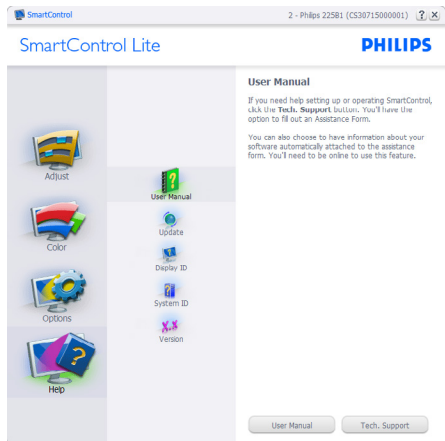 SmartControl
2 - Philips 225B1 (CS30715000001)
SmartControl Lite
PHILIPS
Adjust
Color
Options
Help
User Manual
Update
Display ID
System ID
X.X
Version
User Manual
If you need help setting up or operating SmartControl,
click the Tech. Support button. You'll have the
option to fill out an Assistance Form.
You can also choose to have information about your
software automatically attached to the assistance
form. You'll need to be online to use this feature.
User Manual
Tech. Support